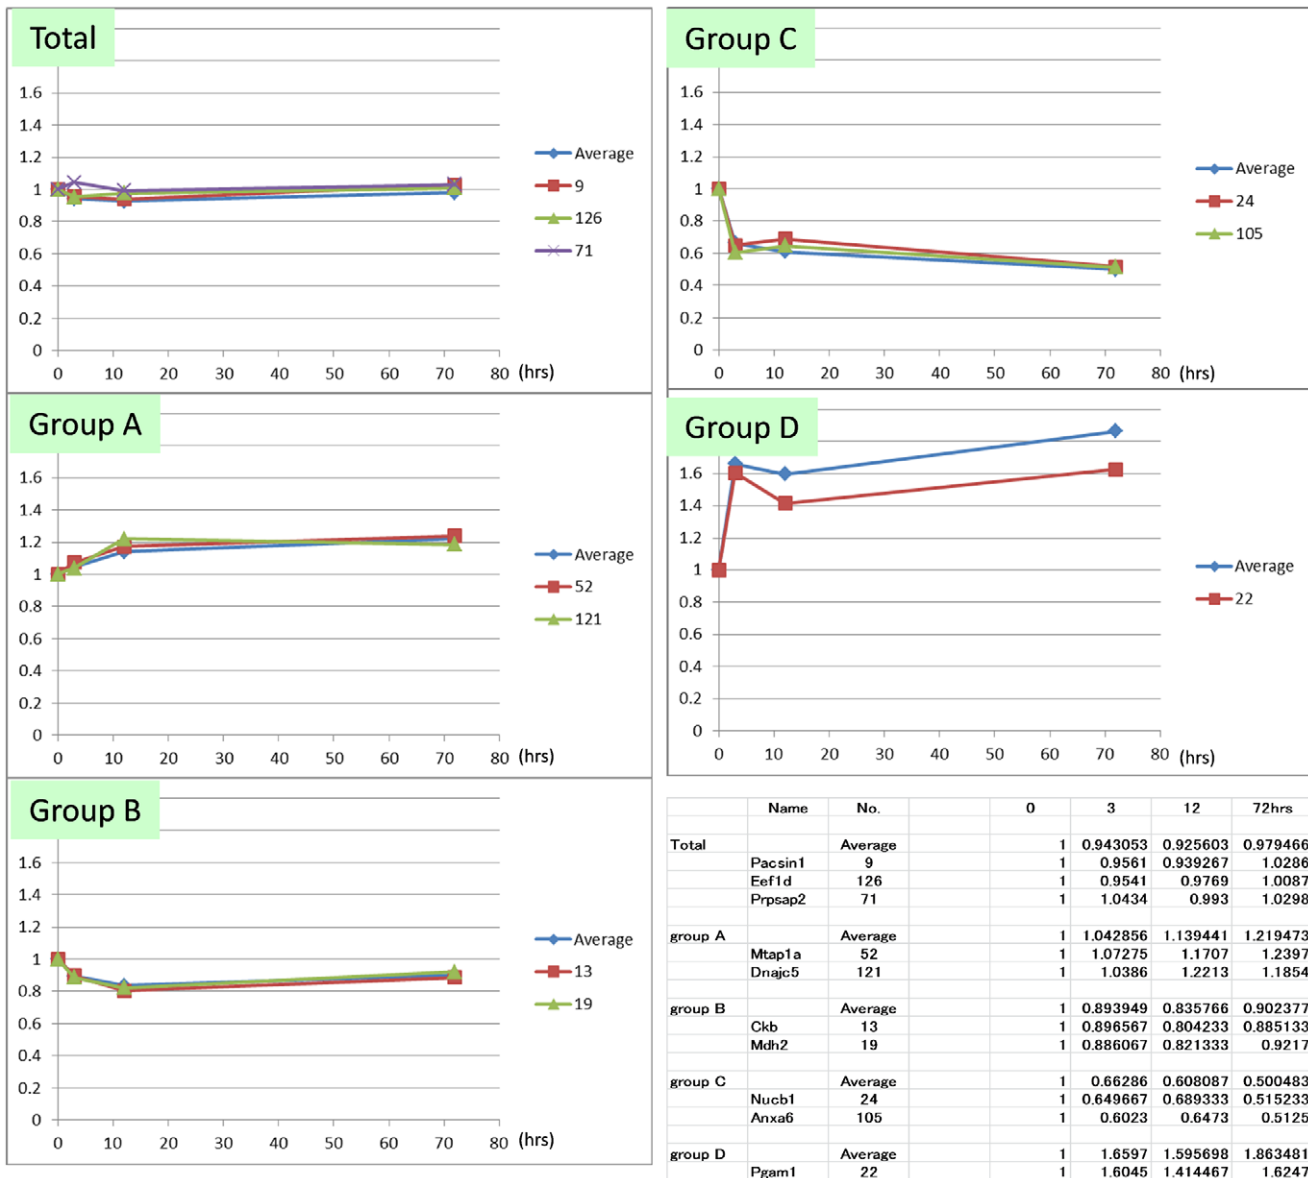 Total
1.6
1.4
1.2
1
0.8
0.6
0.4
0.2
0
0 10 20 30 40 50 60 70 80 (hrs)
Average
9
126
71
Group A
1.6
1.4
1.2
1
0.8
0.6
0.4
0.2
0
0 10 20 30 40 50 60 70 80 (hrs)
Average
52
121
Group B
1.6
1.4
1.2
1
0.8
0.6
0.4
0.2
0
0 10 20 30 40 50 60 70 80 (hrs)
Average
13
19
Group C
1.6
1.4
1.2
1
0.8
0.6
0.4
0.2
0
0 10 20 30 40 50 60 70 80 (hrs)
Average
24
105
Group D
1.6
1.4
1.2
1
0.8
0.6
0.4
0.2
0
0 10 20 30 40 50 60 70 80 (hrs)
Average
22
Name No. 0 3 12 72hrs
Total Average 1 0.943053 0.925603 0.979466
Pacsin1 9 1 0.9561 0.939267 1.0286
Eef1d 126 1 0.9541 0.9769 1.0087
Prpsap2 71 1 1.0434 0.993 1.0298
group A Average 1 1.042856 1.139441 1.219473
Mtap1a 52 1 1.07275 1.1707 1.2397
Dnajc5 121 1 1.0386 1.2213 1.1854
group B Average 1 0.893949 0.835766 0.902377
Ckb 13 1 0.896567 0.804233 0.885133
Mdh2 19 1 0.886067 0.821333 0.9217
group C Average 1 0.66286 0.608087 0.500483
Nucb1 24 1 0.649667 0.689333 0.515233
Anxa6 105 1 0.6023 0.6473 0.5125
group D Average 1 1.6597 1.595698 1.863481
Pgam1 22 1 1.6045 1.414467 1.6247